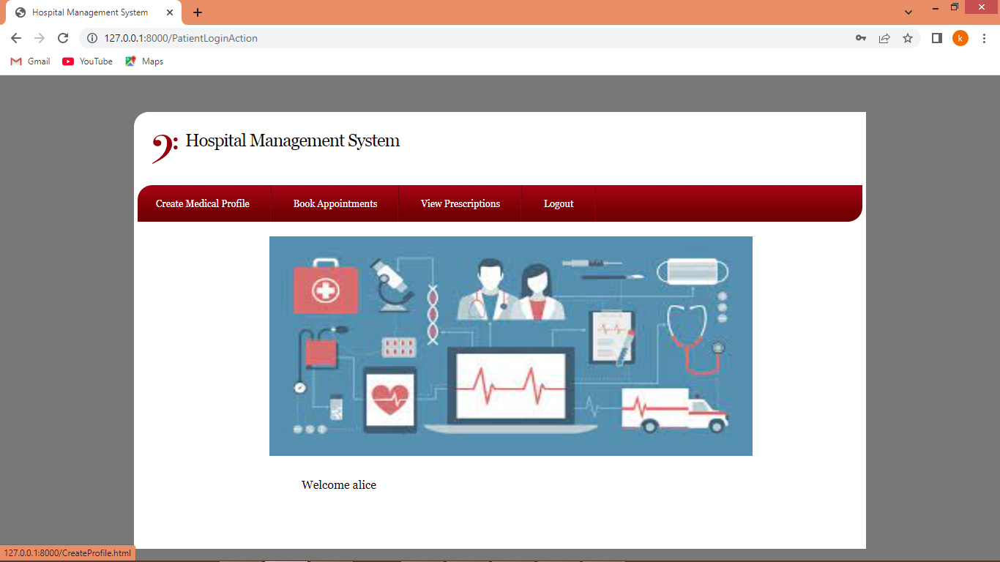 Hospital Management System
127.0.0.1:8000/PatientLoginAction
k
Gmail YouTube Maps
Hospital Management System
Create Medical Profile Book Appointments View Prescriptions Logout
Welcome alice
127.0.0.1:8000/CreateProfile.html